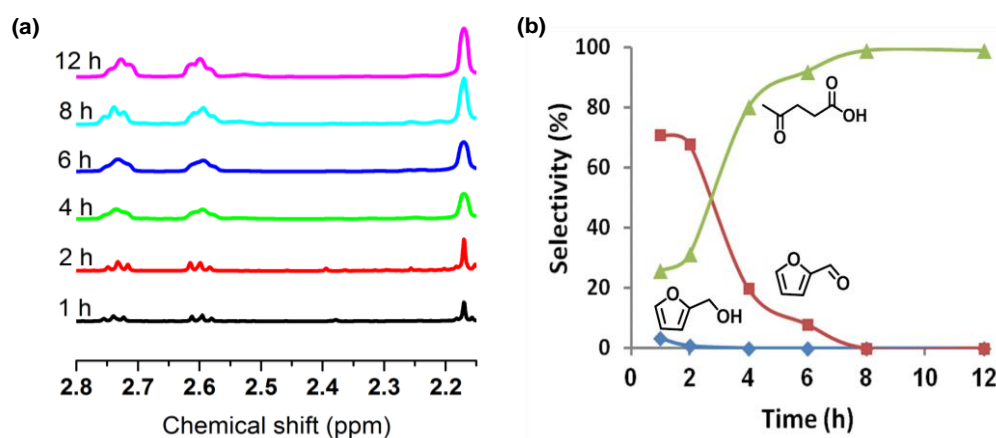 (a)
12 h
8 h
6 h
4 h
2 h
1 h
2.8 2.7 2.6 2.5 2.4 2.3 2.2
Chemical shift (ppm)
(b)
Selectivity (%)
100
80
60
40
20
0
O
OH
O
O
O
O
OH
0 2 4 6 8 10 12
Time (h)